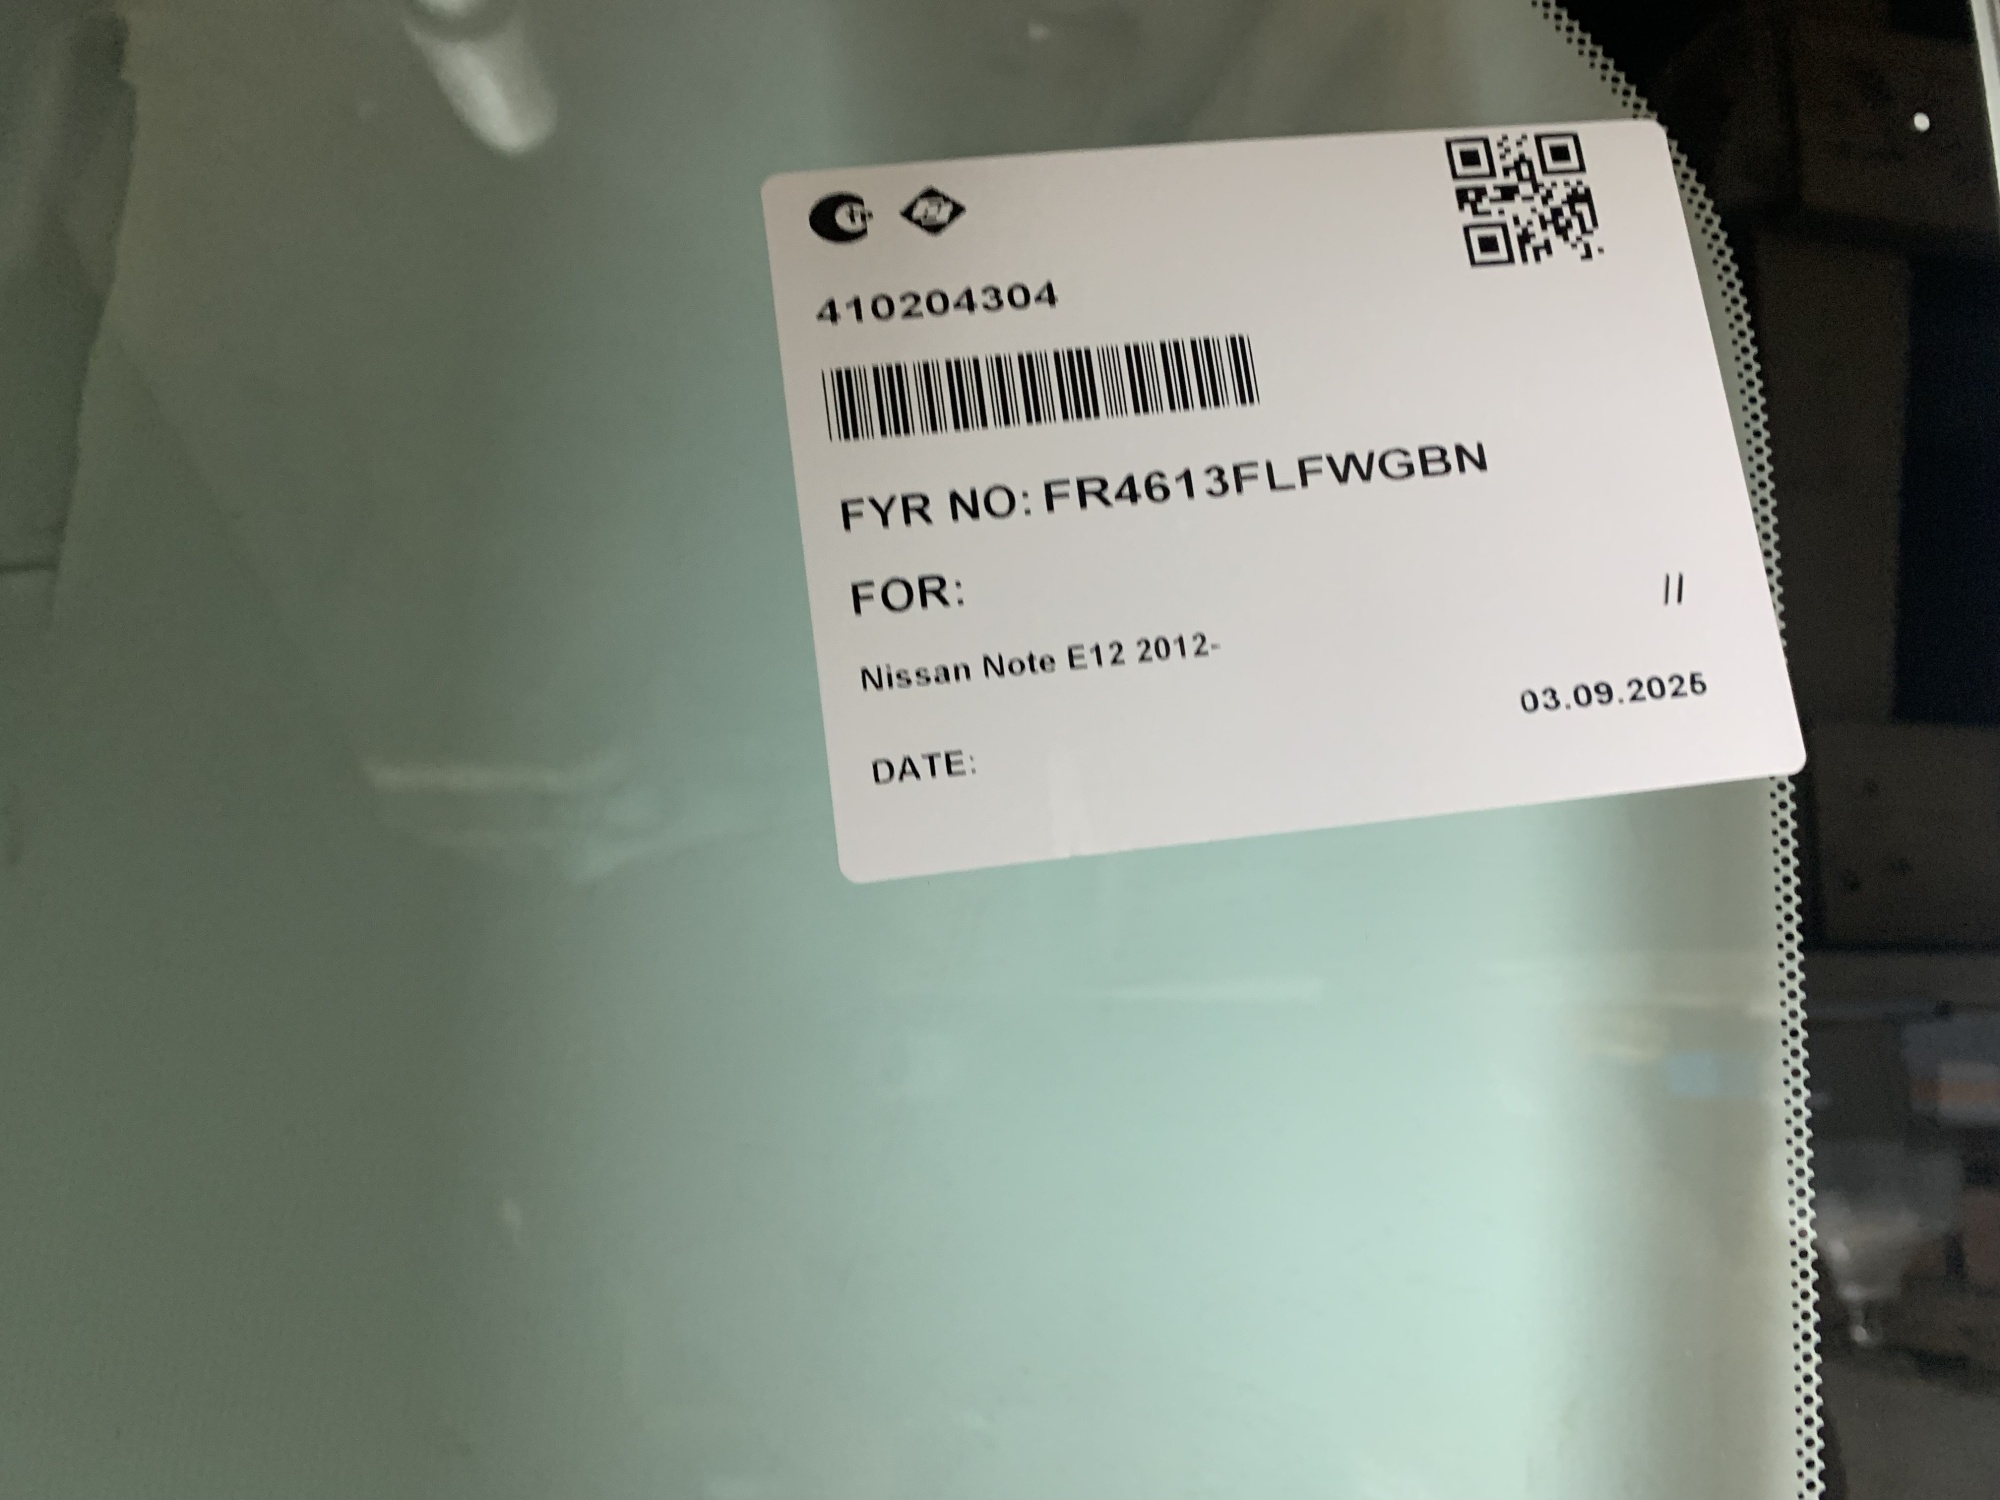 410204304
FYR NO: FR4613FLFWGBN
FOR:
//
Nissan Note E12 2012-
03.09.2025
DATE: